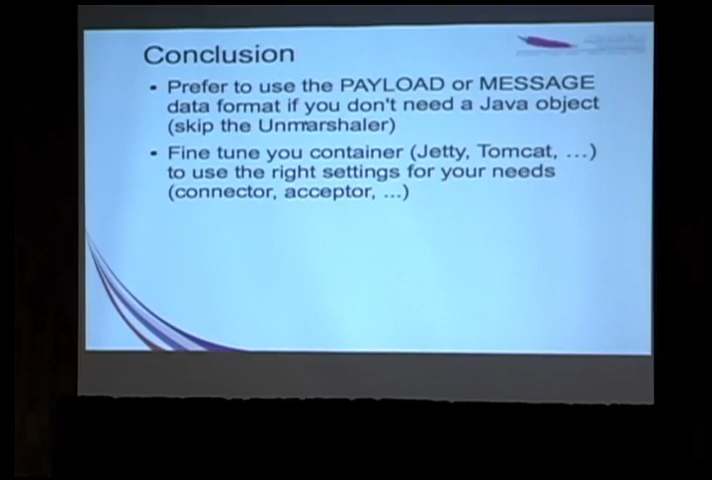 Conclusion
• Prefer to use the PAYLOAD or MESSAGE
data format if you don't need a Java object
(skip the Unmarshaler)
• Fine tune you container (Jetty, Tomcat, ...)
to use the right settings for your needs
(connector, acceptor, ...)